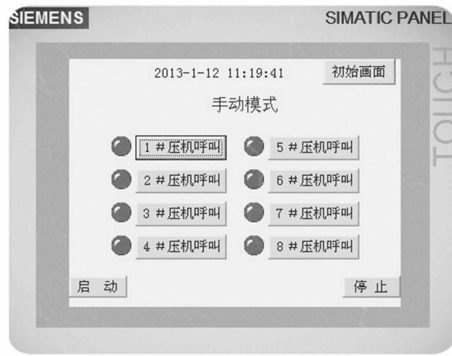 SIEMENS
SIMATIC PANEL
TOUCH
2013-1-12 11:19:41
初始画面
手动模式
1 #压机呼叫
5 #压机呼叫
2 #压机呼叫
6 #压机呼叫
3 #压机呼叫
7 #压机呼叫
4 #压机呼叫
8 #压机呼叫
启 动
停 止